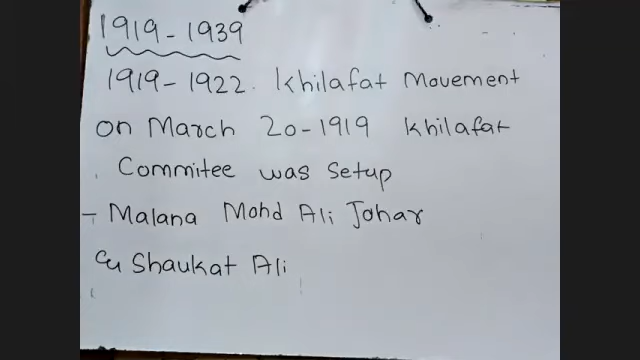 1919-1939
1919-1922. Khilafat Movement
on March 20-1919 Khilafat
Commitee was setup
- Malana Mohd Ali Johar
Shaukat Ali